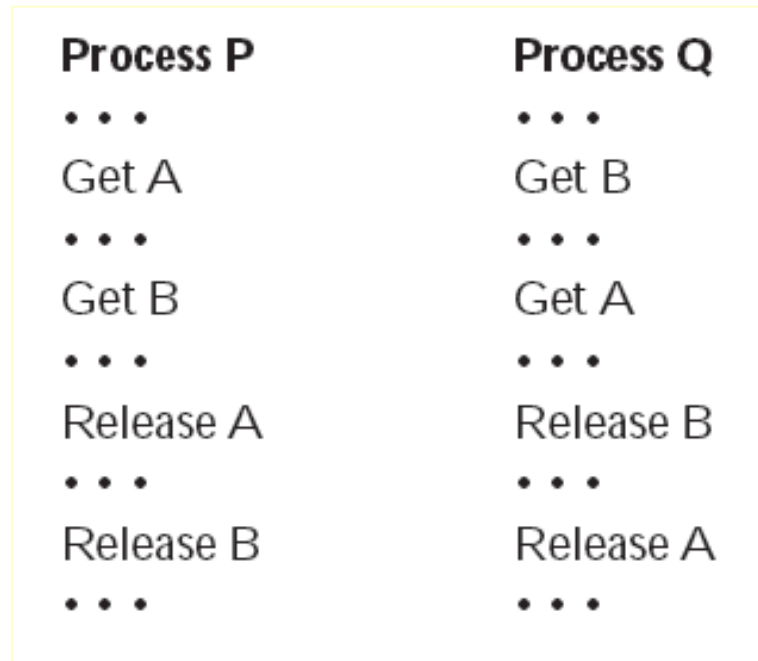 Process P Process Q
• • • • • •
Get A Get B
• • • • • •
Get B Get A
• • • • • •
Release A Release B
• • • • • •
Release B Release A
• • • • • •